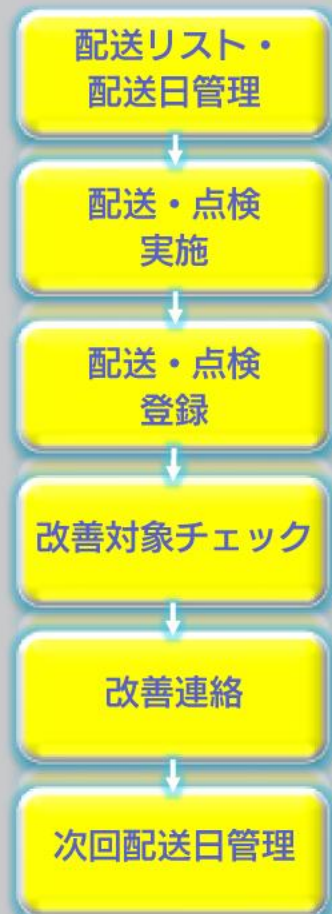 配送リスト・
配送日管理
配送・点検
実施
配送・点検
登録
改善対象チェック
改善連絡
次回配送日管理